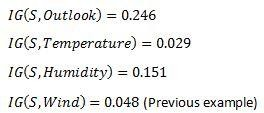 IG(S,Outlook) = 0.246
IG(S,Temperature) = 0.029
IG(S,Humidity) = 0.151
IG(S,Wind) = 0.048 (Previous example)